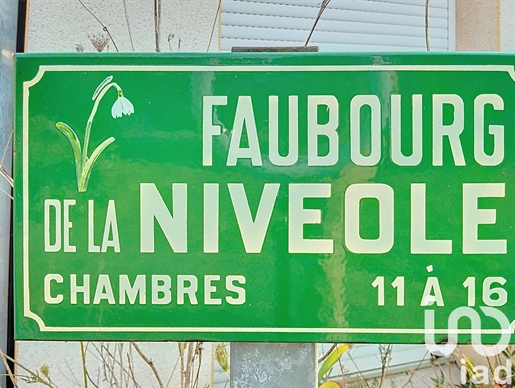 FAUBOURG
DE LA NIVEOLE
CHAMBRES 11 À 16
iad